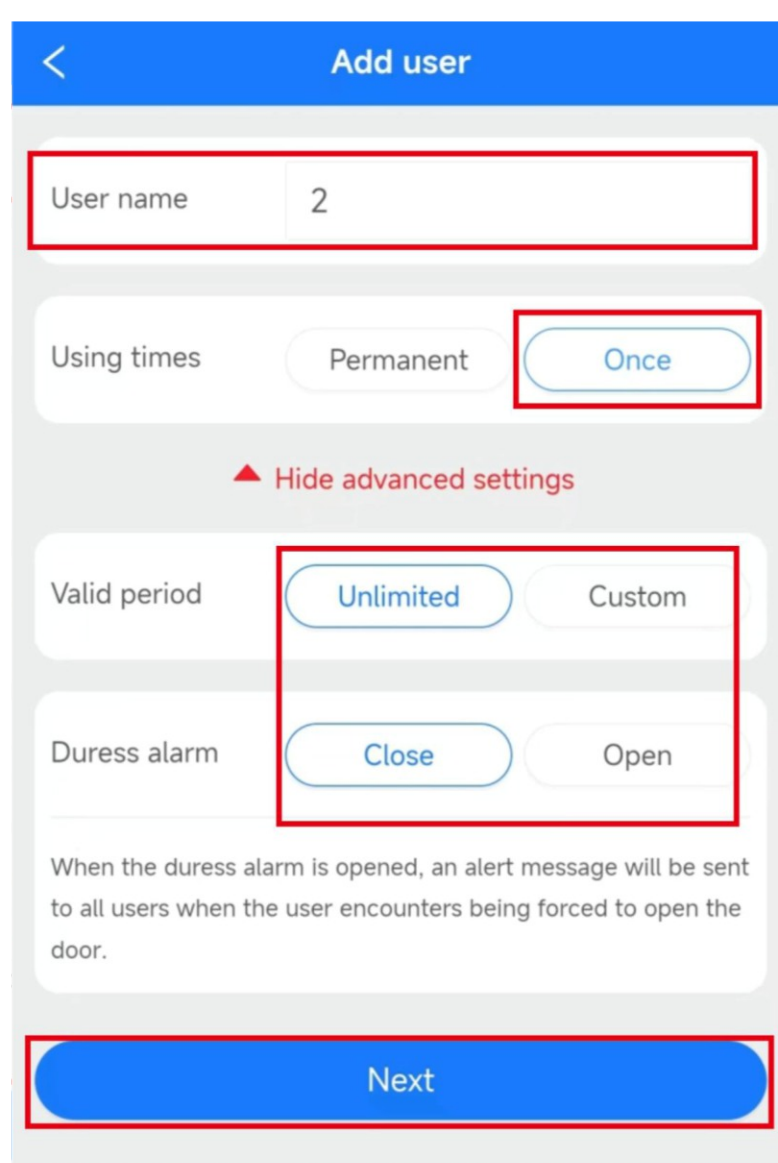 Add user
User name 2
Using times Permanent Once
Hide advanced settings
Valid period Unlimited Custom
Duress alarm Close Open
When the duress alarm is opened, an alert message will be sent
to all users when the user encounters being forced to open the
door.
Next